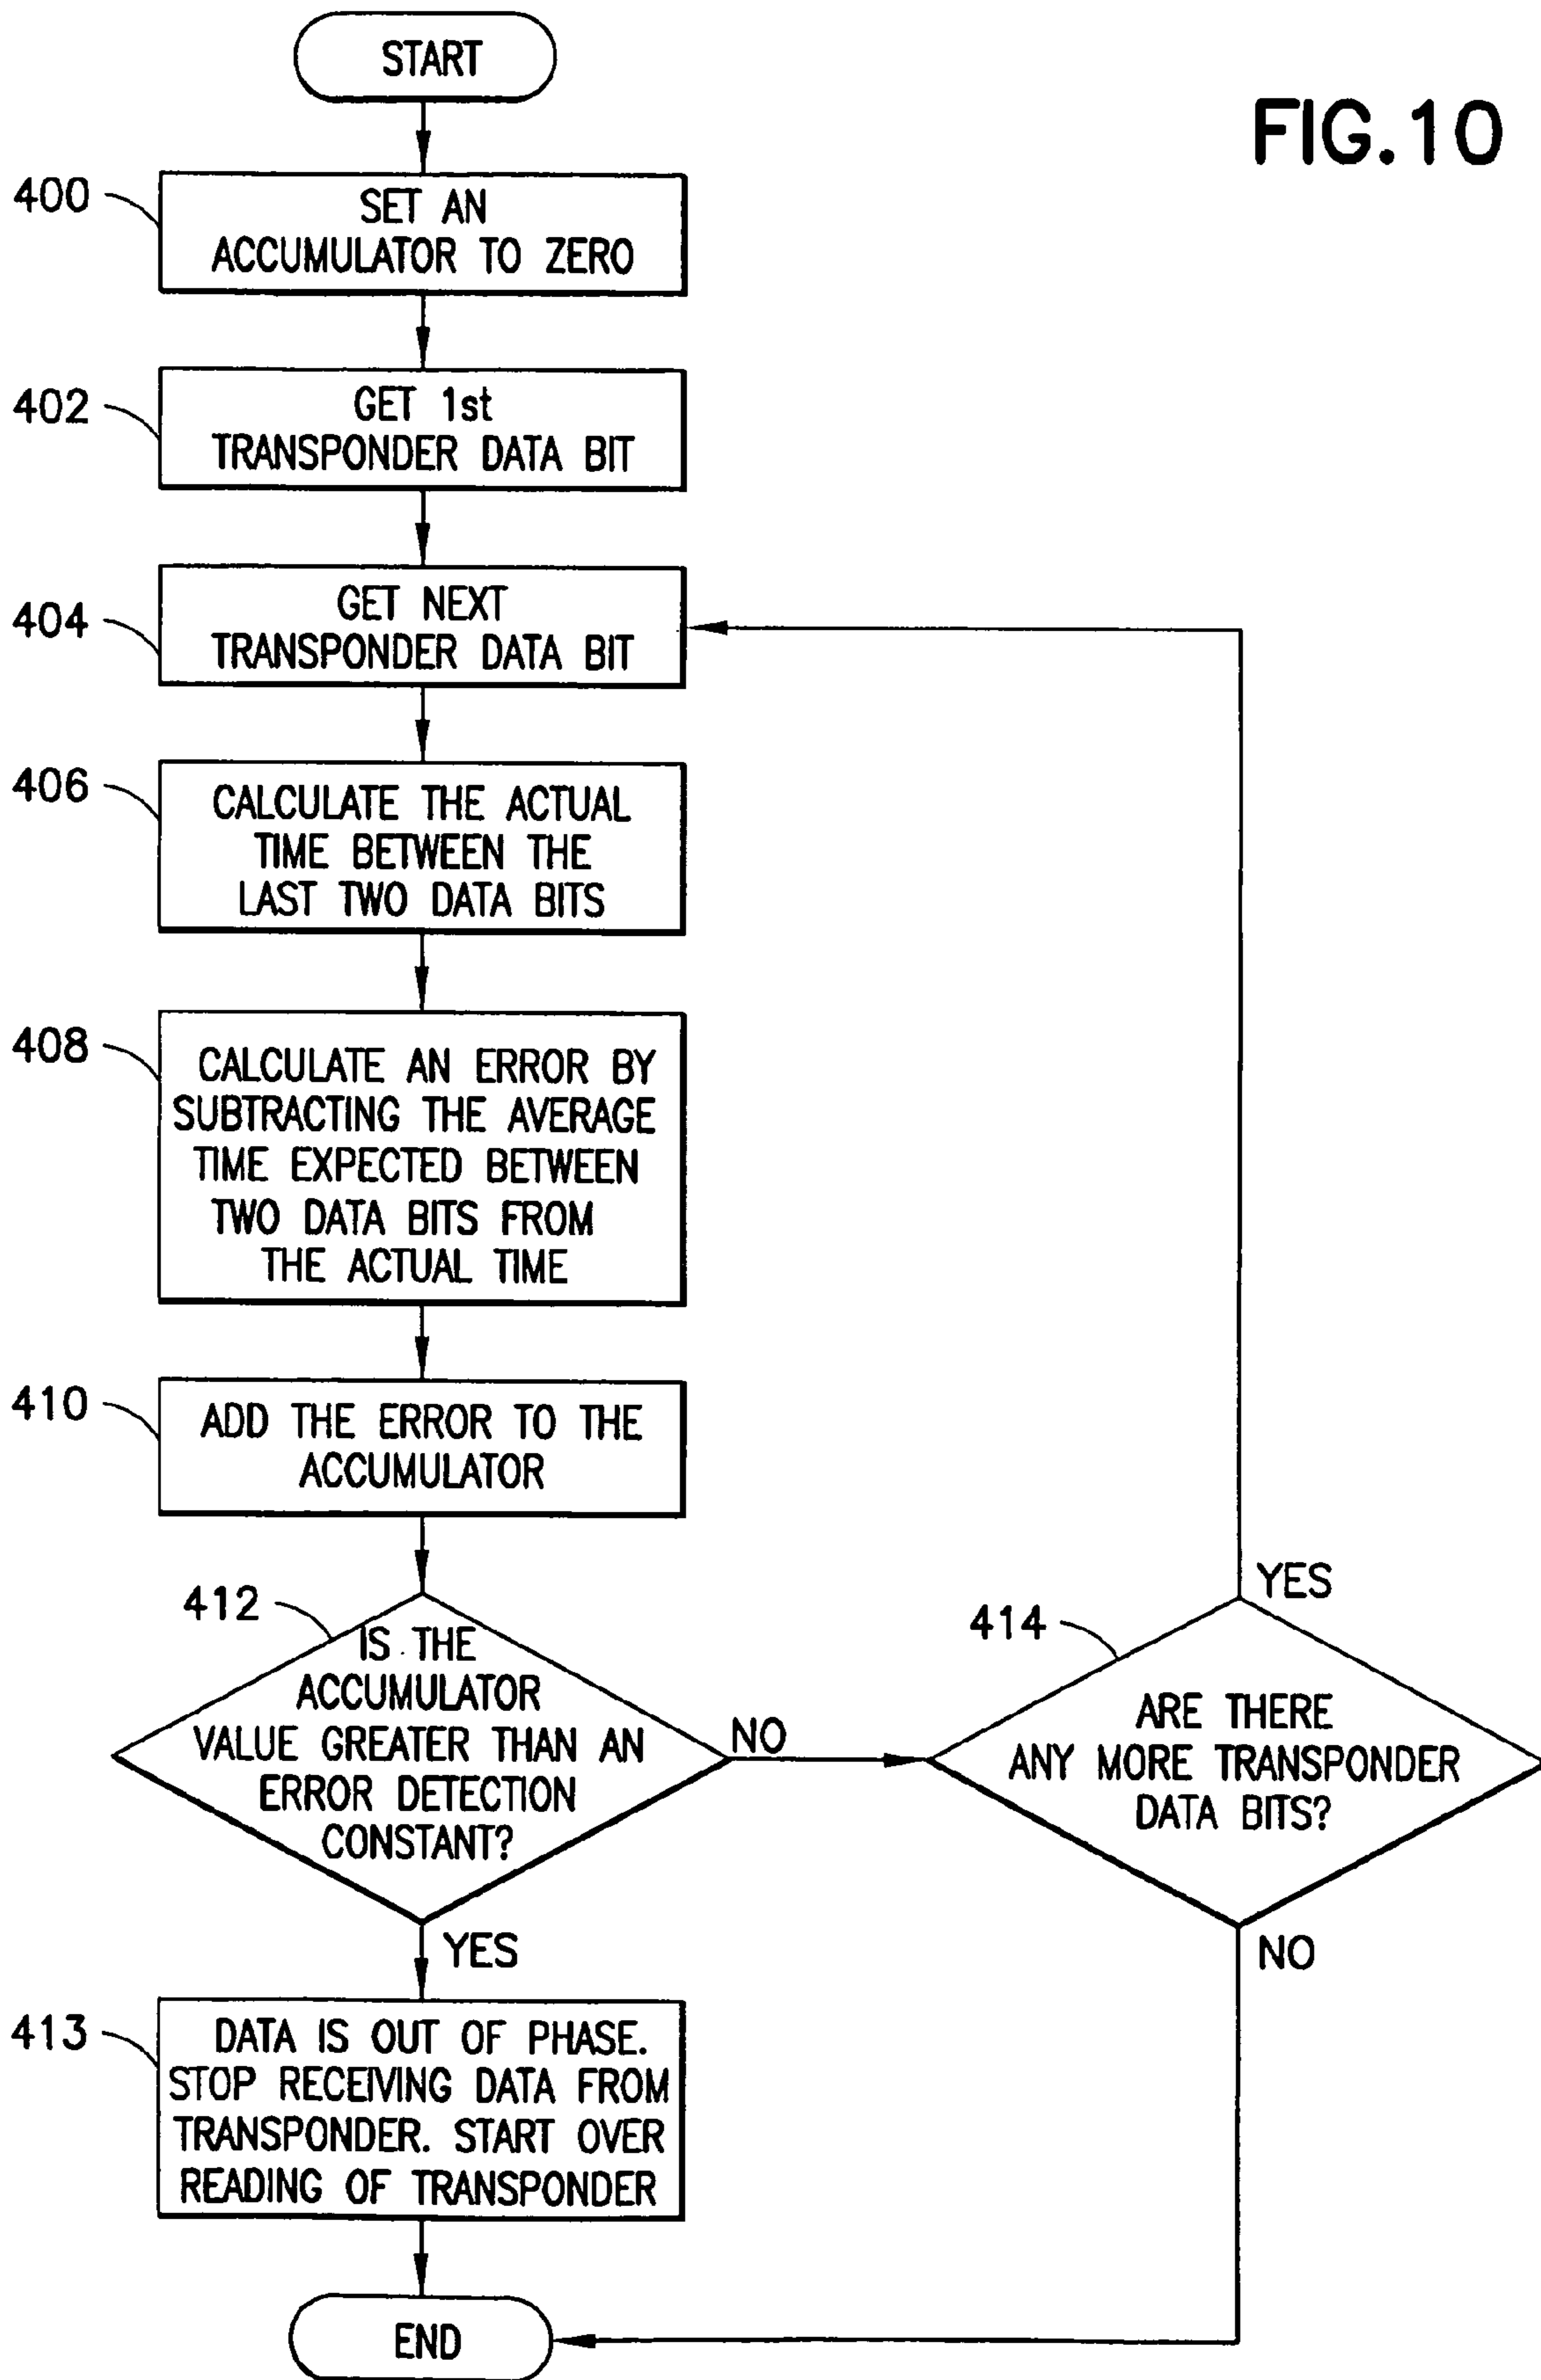 START
FIG.10
400
SET AN
ACCUMULATOR TO ZERO
402
GET 1st
TRANSPONDER DATA BIT
404
GET NEXT
TRANSPONDER DATA BIT
406
CALCULATE THE ACTUAL
TIME BETWEEN THE
LAST TWO DATA BITS
408
CALCULATE AN ERROR BY
SUBTRACTING THE AVERAGE
TIME EXPECTED BETWEEN
TWO DATA BITS FROM
THE ACTUAL TIME
410
ADD THE ERROR TO THE
ACCUMULATOR
412
IS THE
ACCUMULATOR
VALUE GREATER THAN AN
ERROR DETECTION
CONSTANT?
NO
YES
414
ARE THERE
ANY MORE TRANSPONDER
DATA BITS?
YES
NO
413
DATA IS OUT OF PHASE.
STOP RECEIVING DATA FROM
TRANSPONDER. START OVER
READING OF TRANSPONDER
END